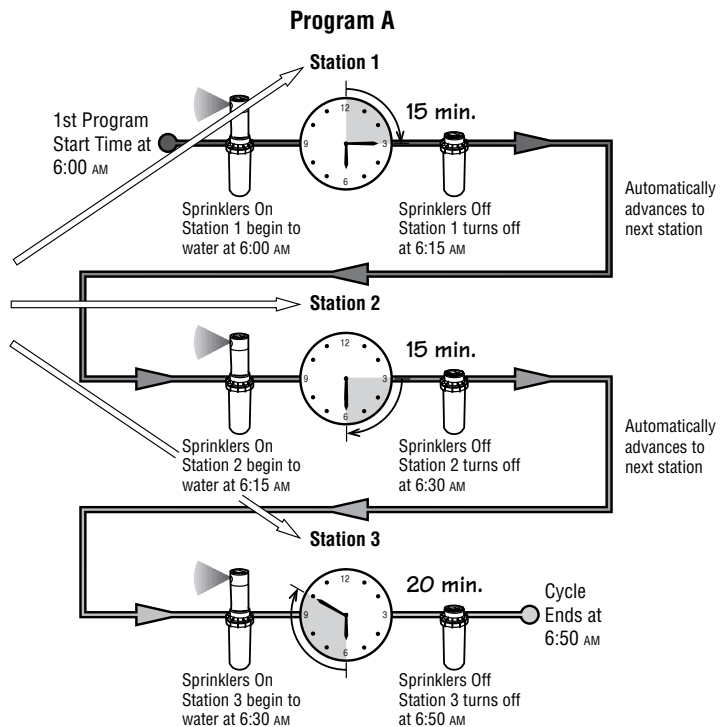 Program A
Station 1
15 min.
1st Program
Start Time at
6:00 AM
12
3
6
9
Sprinklers On
Station 1 begin to
water at 6:00 AM
Sprinklers Off
Station 1 turns off
at 6:15 AM
Automatically
advances to
next station
Station 2
15 min.
12
3
6
9
Sprinklers On
Station 2 begin to
water at 6:15 AM
Sprinklers Off
Station 2 turns off
at 6:30 AM
Automatically
advances to
next station
Station 3
20 min.
12
3
6
9
Cycle
Ends at
6:50 AM
Sprinklers On
Station 3 begin to
water at 6:30 AM
Sprinklers Off
Station 3 turns off
at 6:50 AM